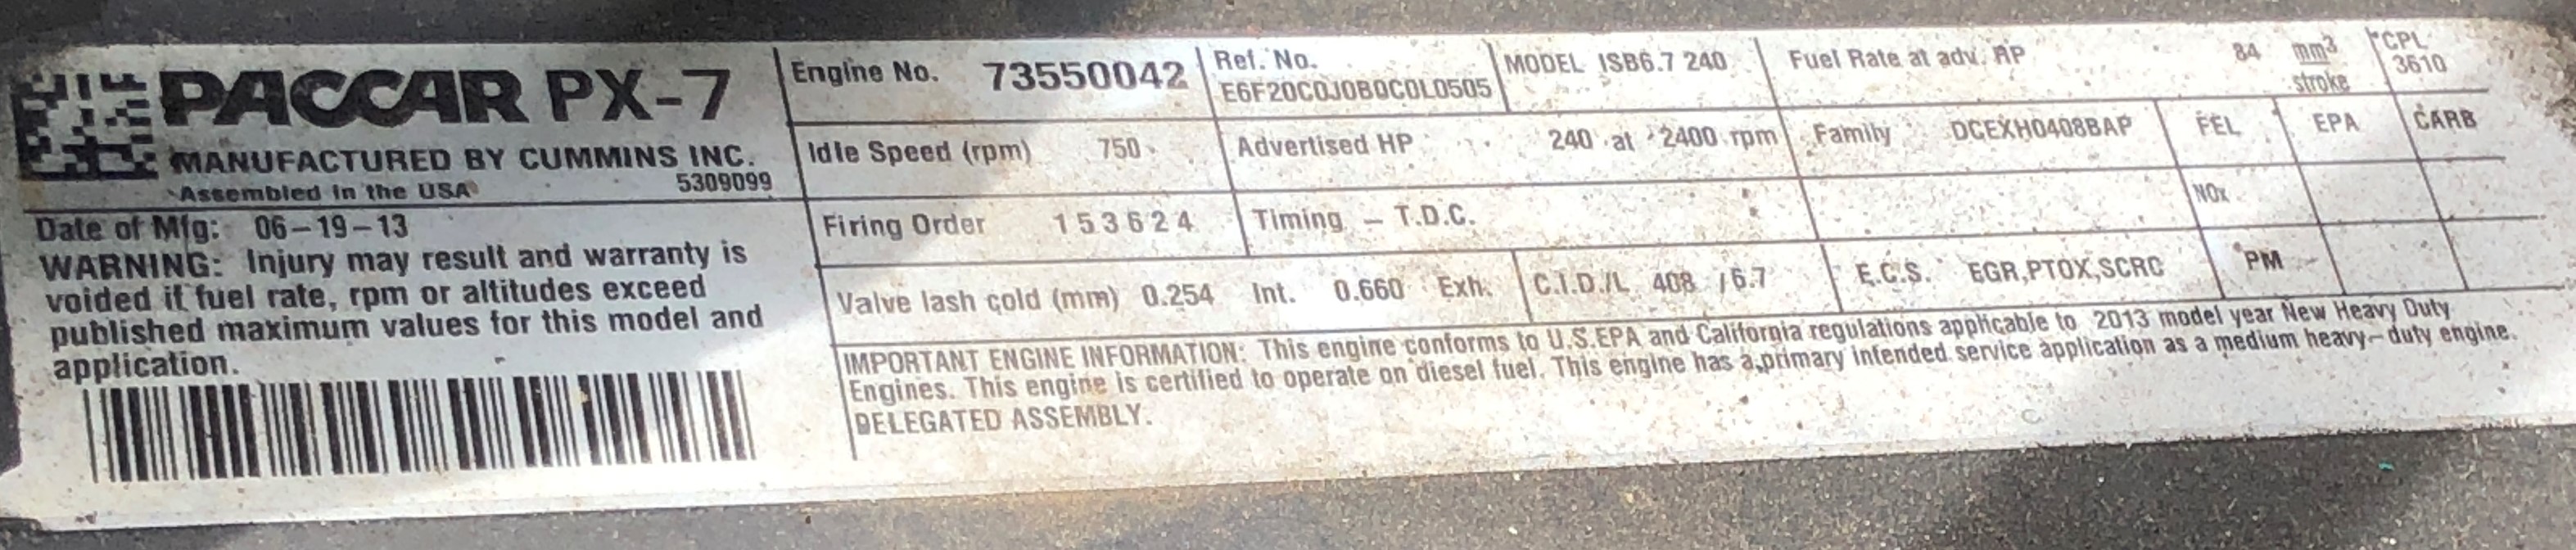 PACCAR PX-7
MANUFACTURED BY CUMMINS INC.
Assembled in the USA 5309099
Date of Mfg: 06-19-13
WARNING: Injury may result and warranty is
voided if fuel rate, rpm or altitudes exceed
published maximum values for this model and
application.
Engine No. 73550042
Ref. No.
E6F20C0J0B0C0L0505
MODEL ISB6.7 240
Fuel Rate at adv. HP 84 mm3
stroke
CPL
3610
Idle Speed (rpm) 750
Advertised HP 240 at 2400 rpm
Family DCEXH0408BAP
FEL EPA CARB
Firing Order 1 5 3 6 2 4
Timing – T.D.C.
NOx
Valve lash cold (mm) 0.254 Int. 0.660 Exh.
C.I.D./L 408 /6.7
E.C.S. EGR,PTOX,SCRC
PM
IMPORTANT ENGINE INFORMATION: This engine conforms to U.S.EPA and California regulations applicable to 2013 model year New Heavy Duty
Engines. This engine is certified to operate on diesel fuel. This engine has a primary intended service application as a medium heavy-duty engine.
DELEGATED ASSEMBLY.